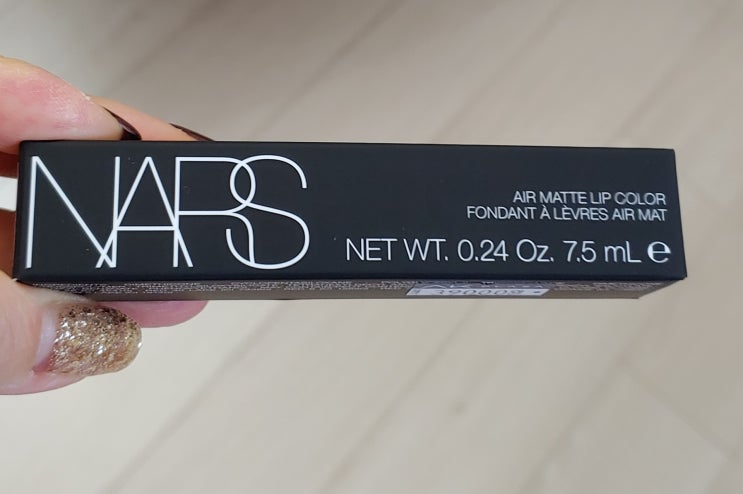 NARS
AIR MATTE LIP COLOR
FONDANT À LÈVRES AIR MAT
NET WT. 0.24 Oz. 7.5 mL ℮